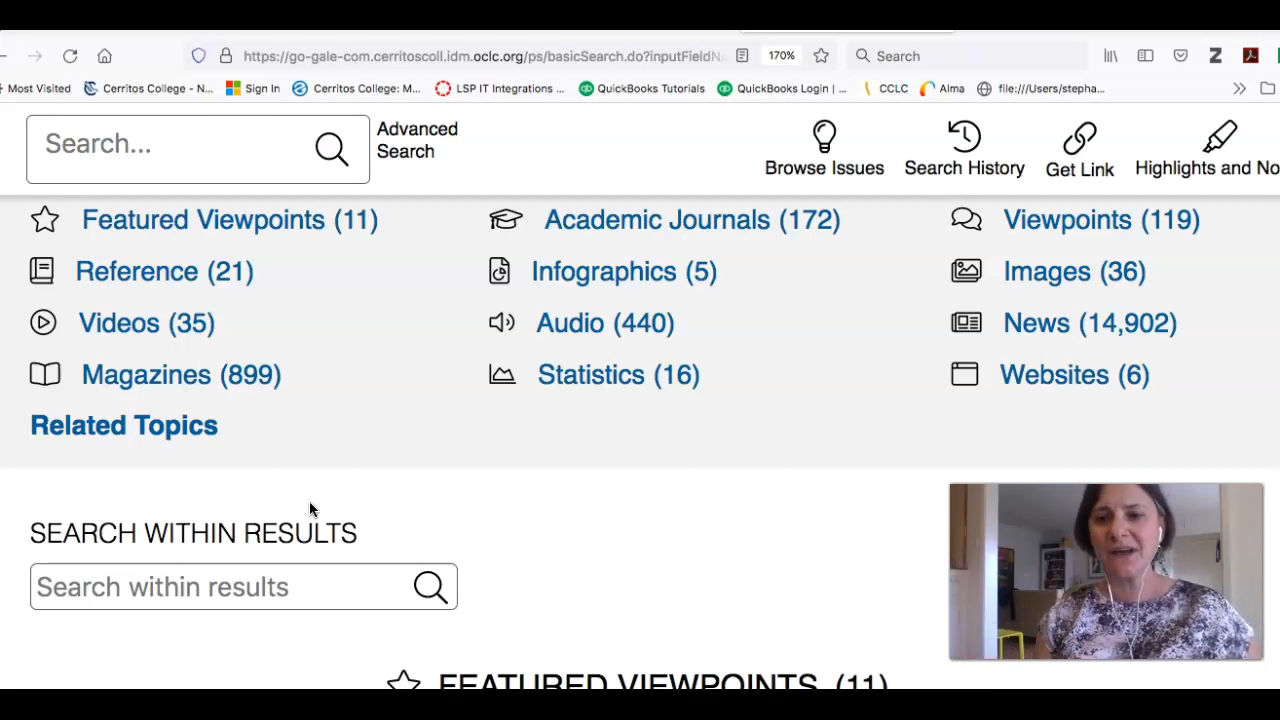 https://go-gale-com.cerritoscoll.idm.oclc.org/ps/basicSearch.do?inputFieldN
170%
Search
Most Visited
Cerritos College - N...
Sign In
Cerritos College: M...
LSP IT Integrations ...
QuickBooks Tutorials
QuickBooks Login | ...
CCLC
Alma
file:///Users/stepha...
Search...
Advanced
Search
Browse Issues
Search History
Get Link
Highlights and No
Featured Viewpoints (11)
Academic Journals (172)
Viewpoints (119)
Reference (21)
Infographics (5)
Images (36)
Videos (35)
Audio (440)
News (14,902)
Magazines (899)
Statistics (16)
Websites (6)
Related Topics
SEARCH WITHIN RESULTS
Search within results
FEATURED VIEWPOINTS (11)